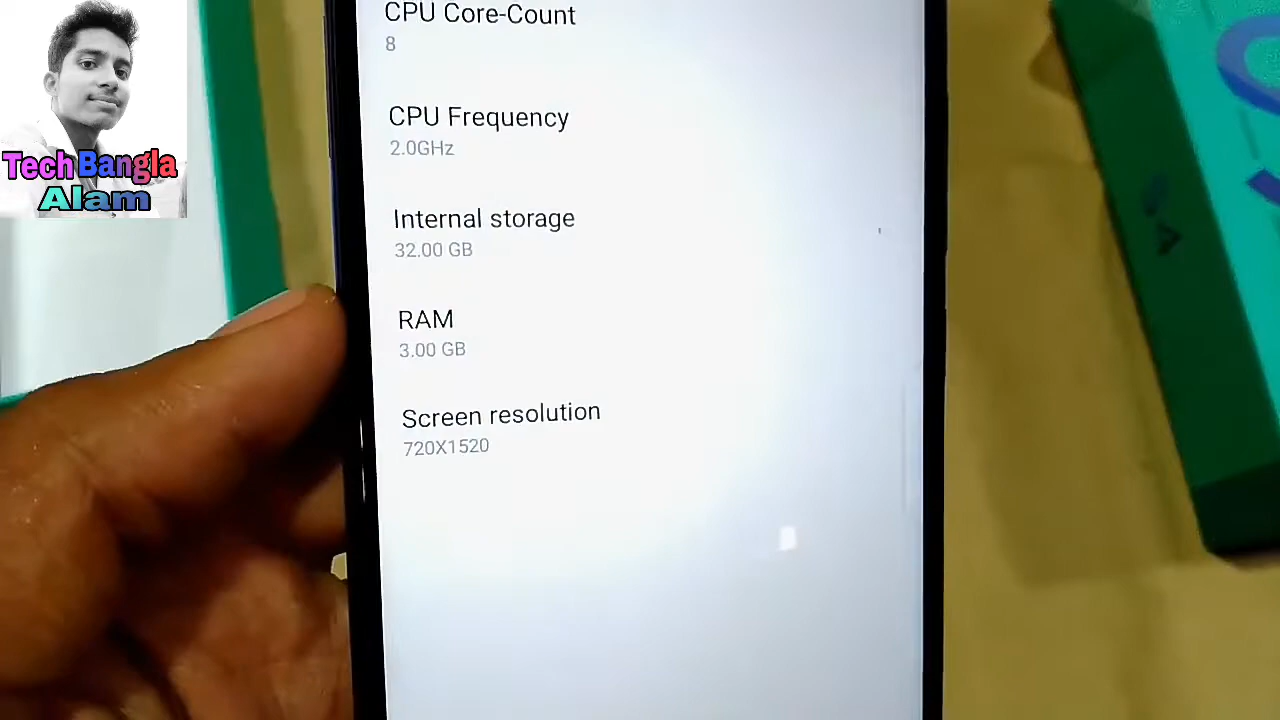 CPU Core-Count
8
CPU Frequency
2.0GHz
Internal storage
32.00 GB
RAM
3.00 GB
Screen resolution
720X1520
Tech Bangla
Alam